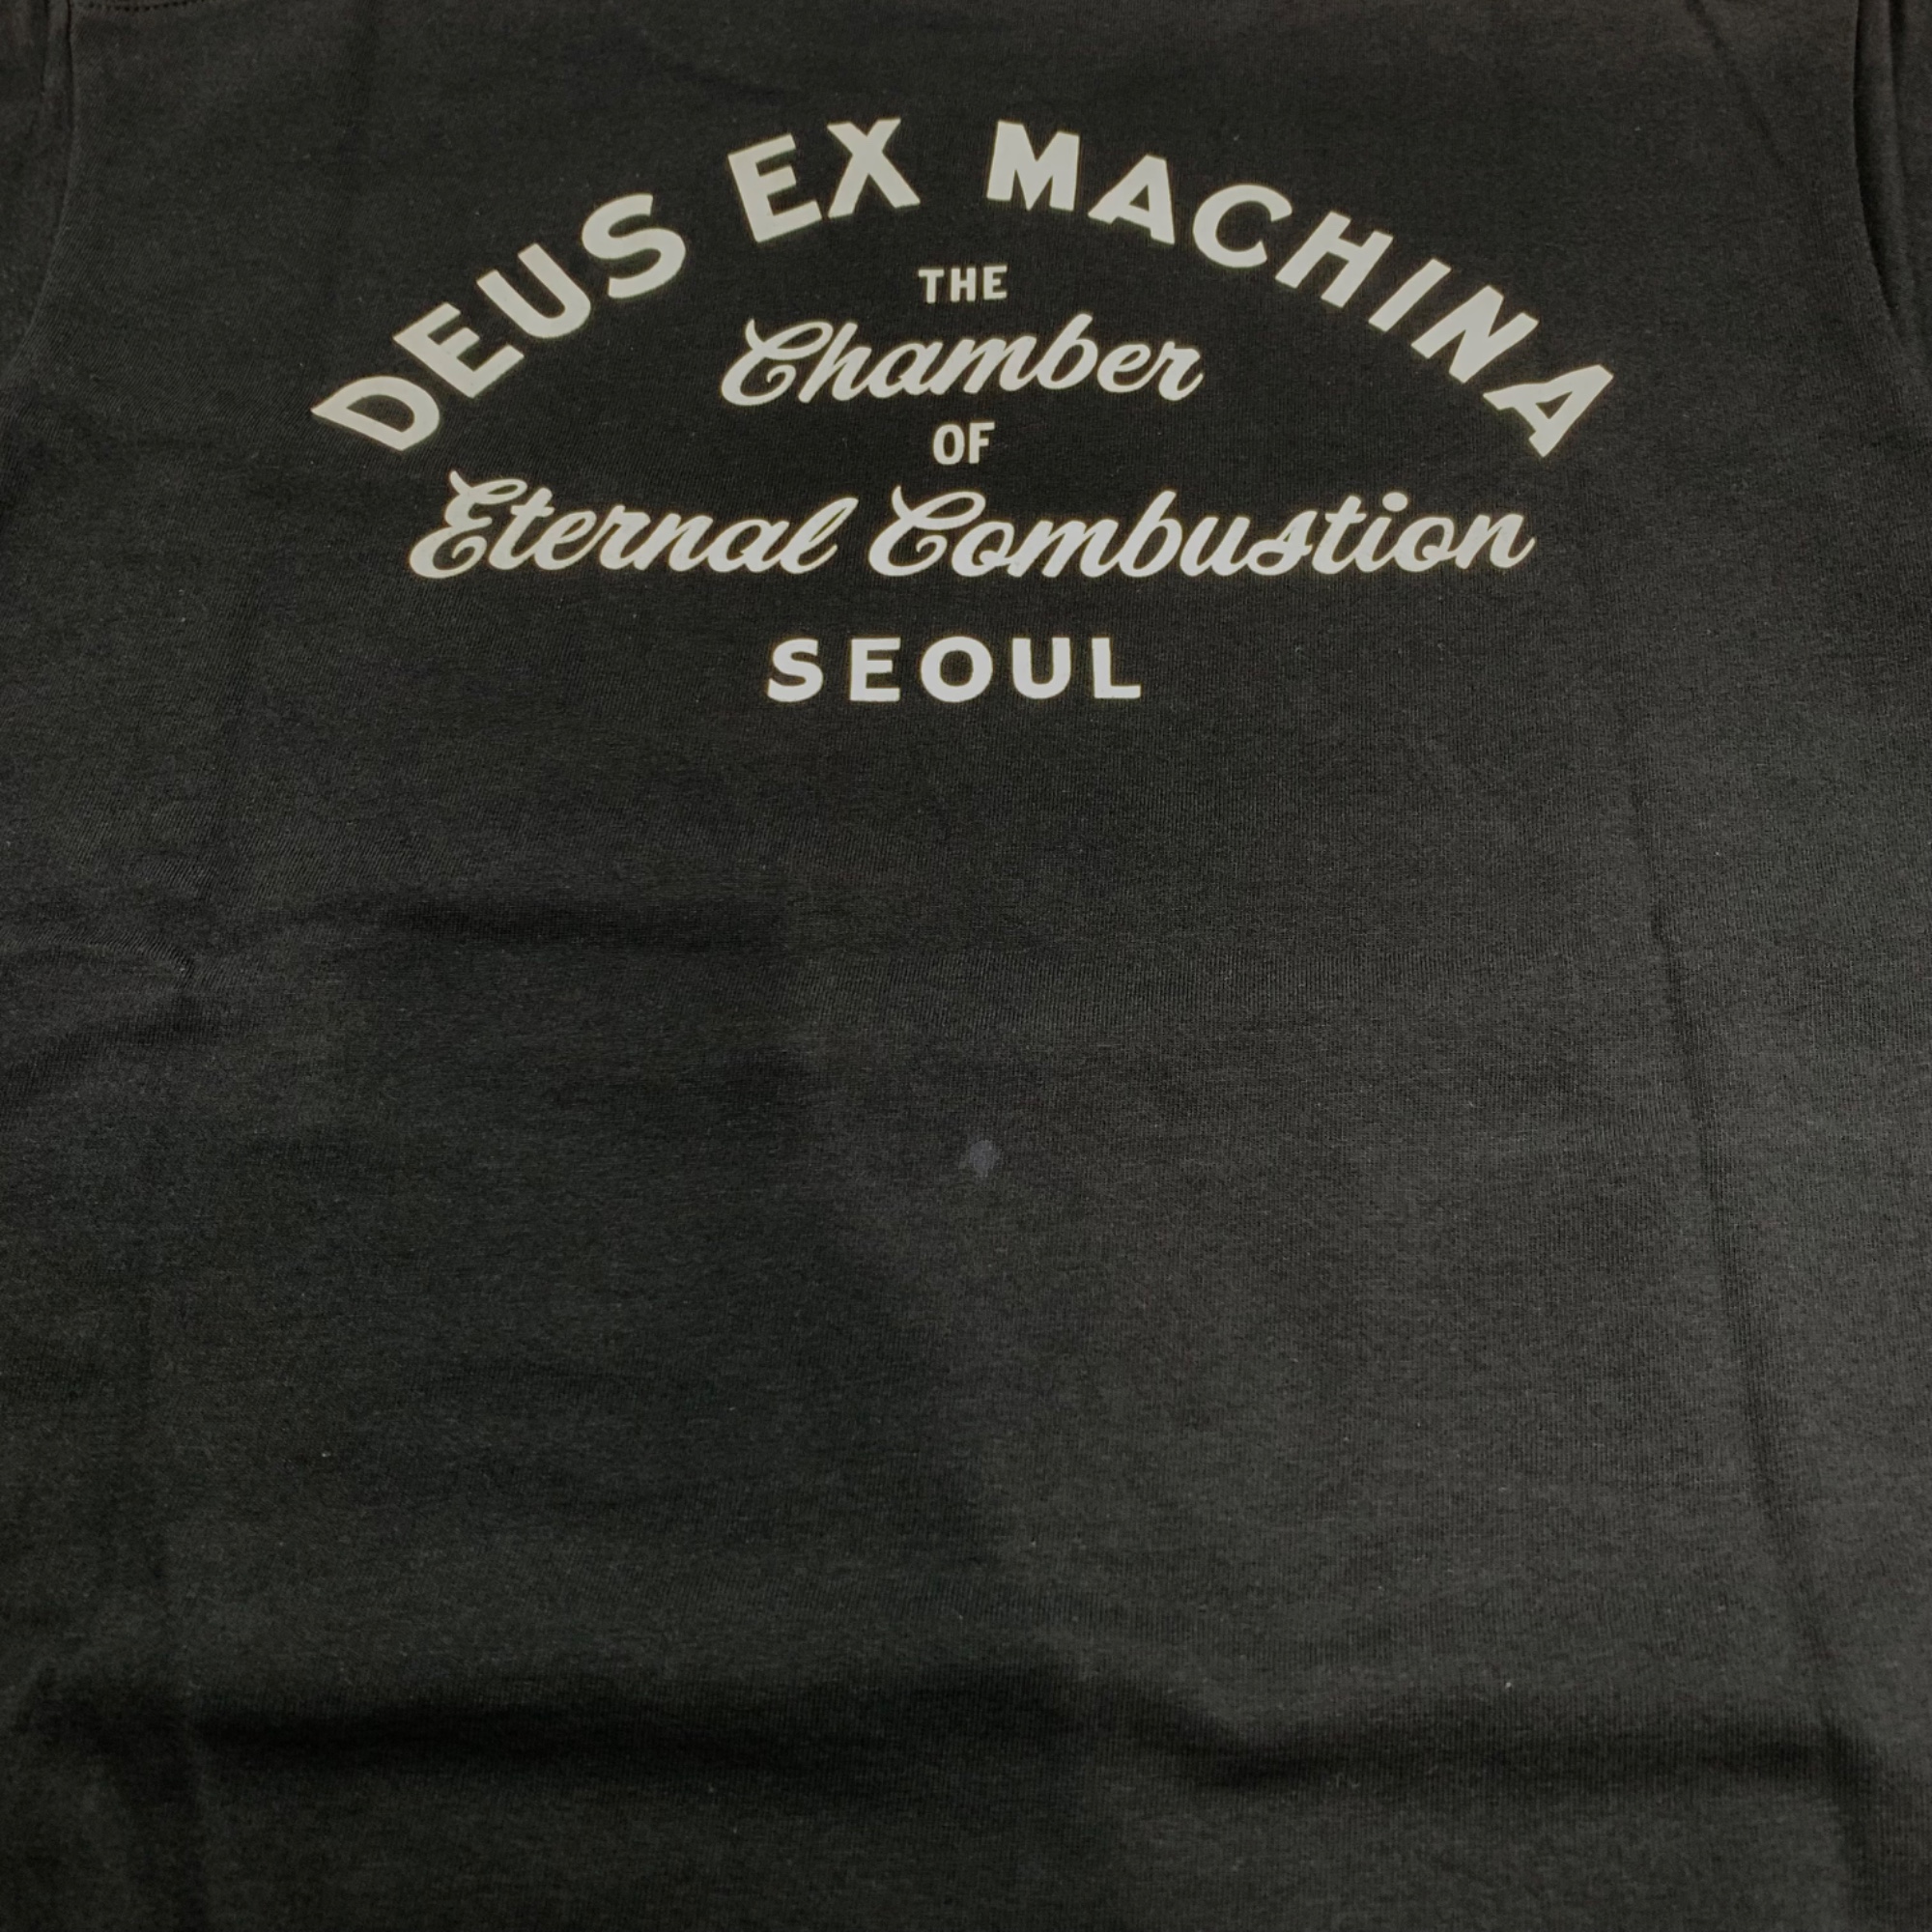 DEUS EX MACHINA
THE
Chamber
OF
Eternal Combustion
SEOUL